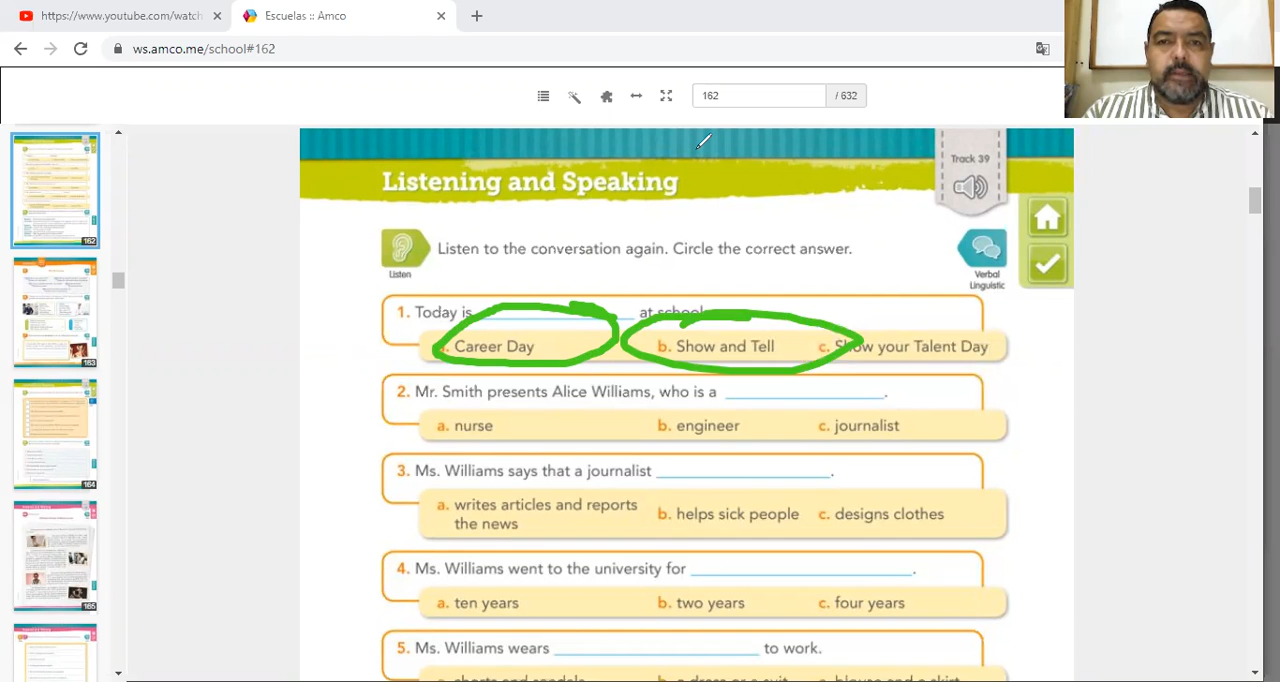 https://www.youtube.com/watch
Escuelas :: Amco
ws.amco.me/school#162
162 / 632
Track 39
Listening and Speaking
Listen
Listen to the conversation again. Circle the correct answer.
Verbal
Linguistic
1. Today is at school.
Career Day b. Show and Tell c. Show your Talent Day
2. Mr. Smith presents Alice Williams, who is a .
a. nurse b. engineer c. journalist
3. Ms. Williams says that a journalist .
a. writes articles and reports
the news
b. helps sick people c. designs clothes
4. Ms. Williams went to the university for .
a. ten years b. two years c. four years
5. Ms. Williams wears to work.
162
163
164
165